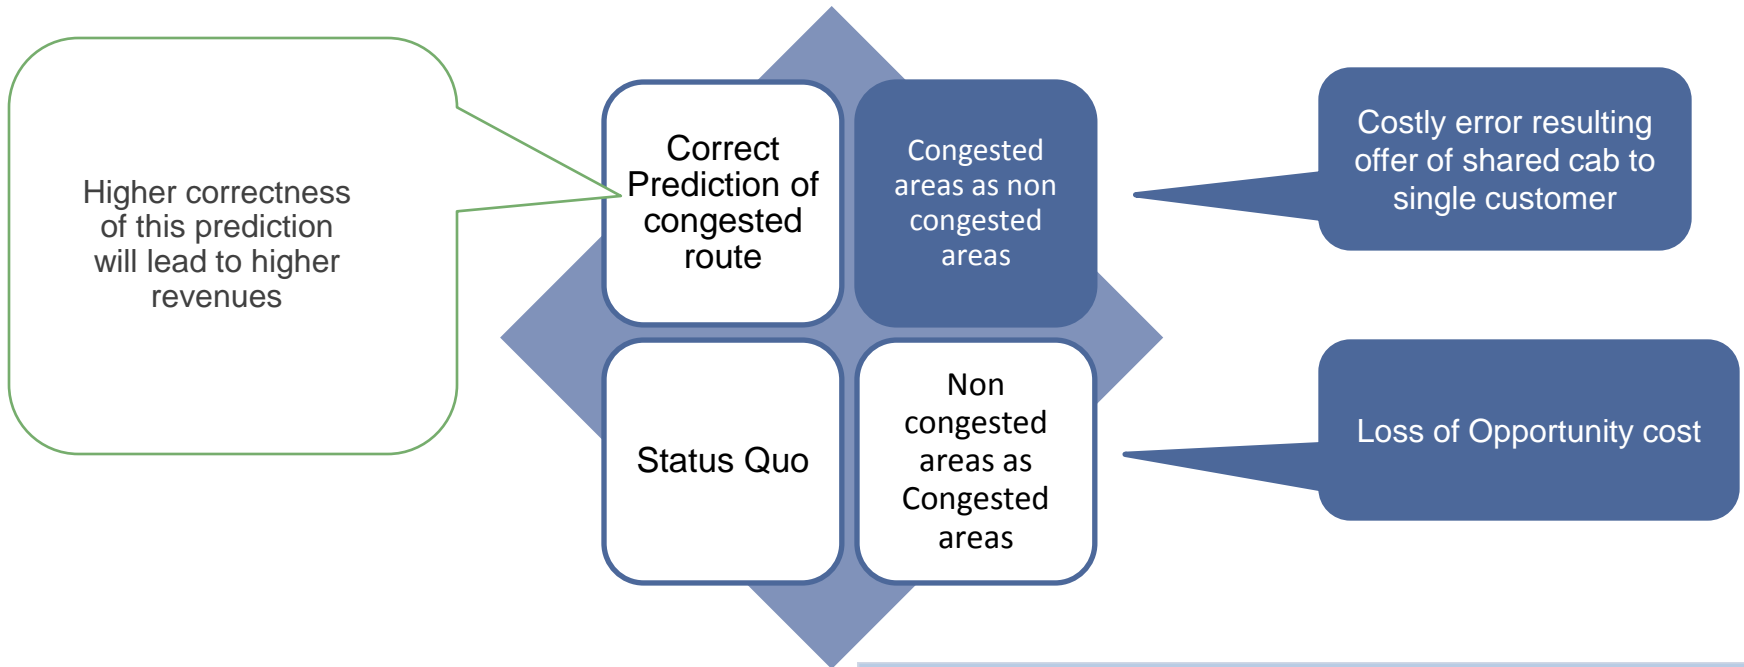 Higher correctness
of this prediction
will lead to higher
revenues
Correct
Prediction of
congested
route
Congested
areas as non
congested
areas
Costly error resulting
offer of shared cab to
single customer
Status Quo
Non
congested
areas as
Congested
areas
Loss of Opportunity cost